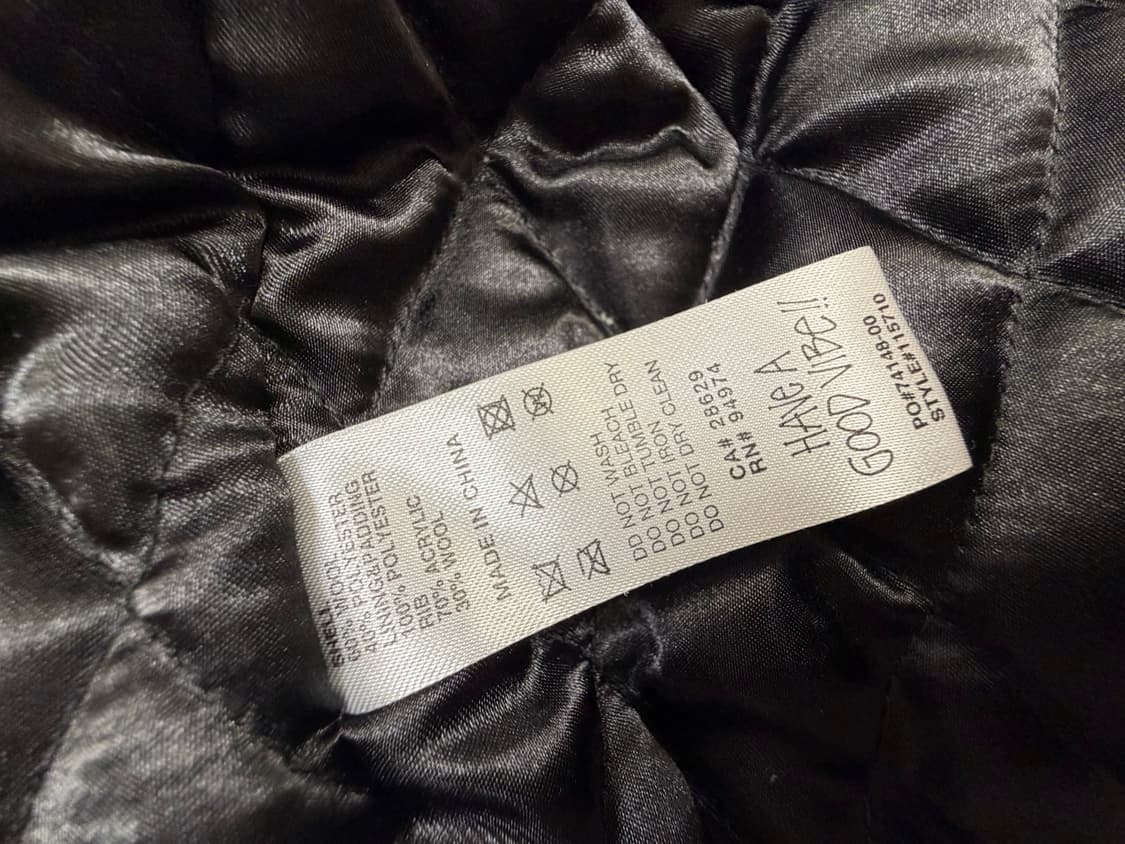 SHELL
60% WOOL
40% POLYESTER
LINING&PADDING
100% POLYESTER
RIB
70% ACRYLIC
30% WOOL
MADE IN CHINA
DO NOT WASH
DO NOT BLEACH
DO NOT TUMBLE DRY
DO NOT IRON
DO NOT DRY CLEAN
CA# 28629
RN# 94974
HAVE A
GOOD VIBE!!
PO#74148-00
STYLE#115710